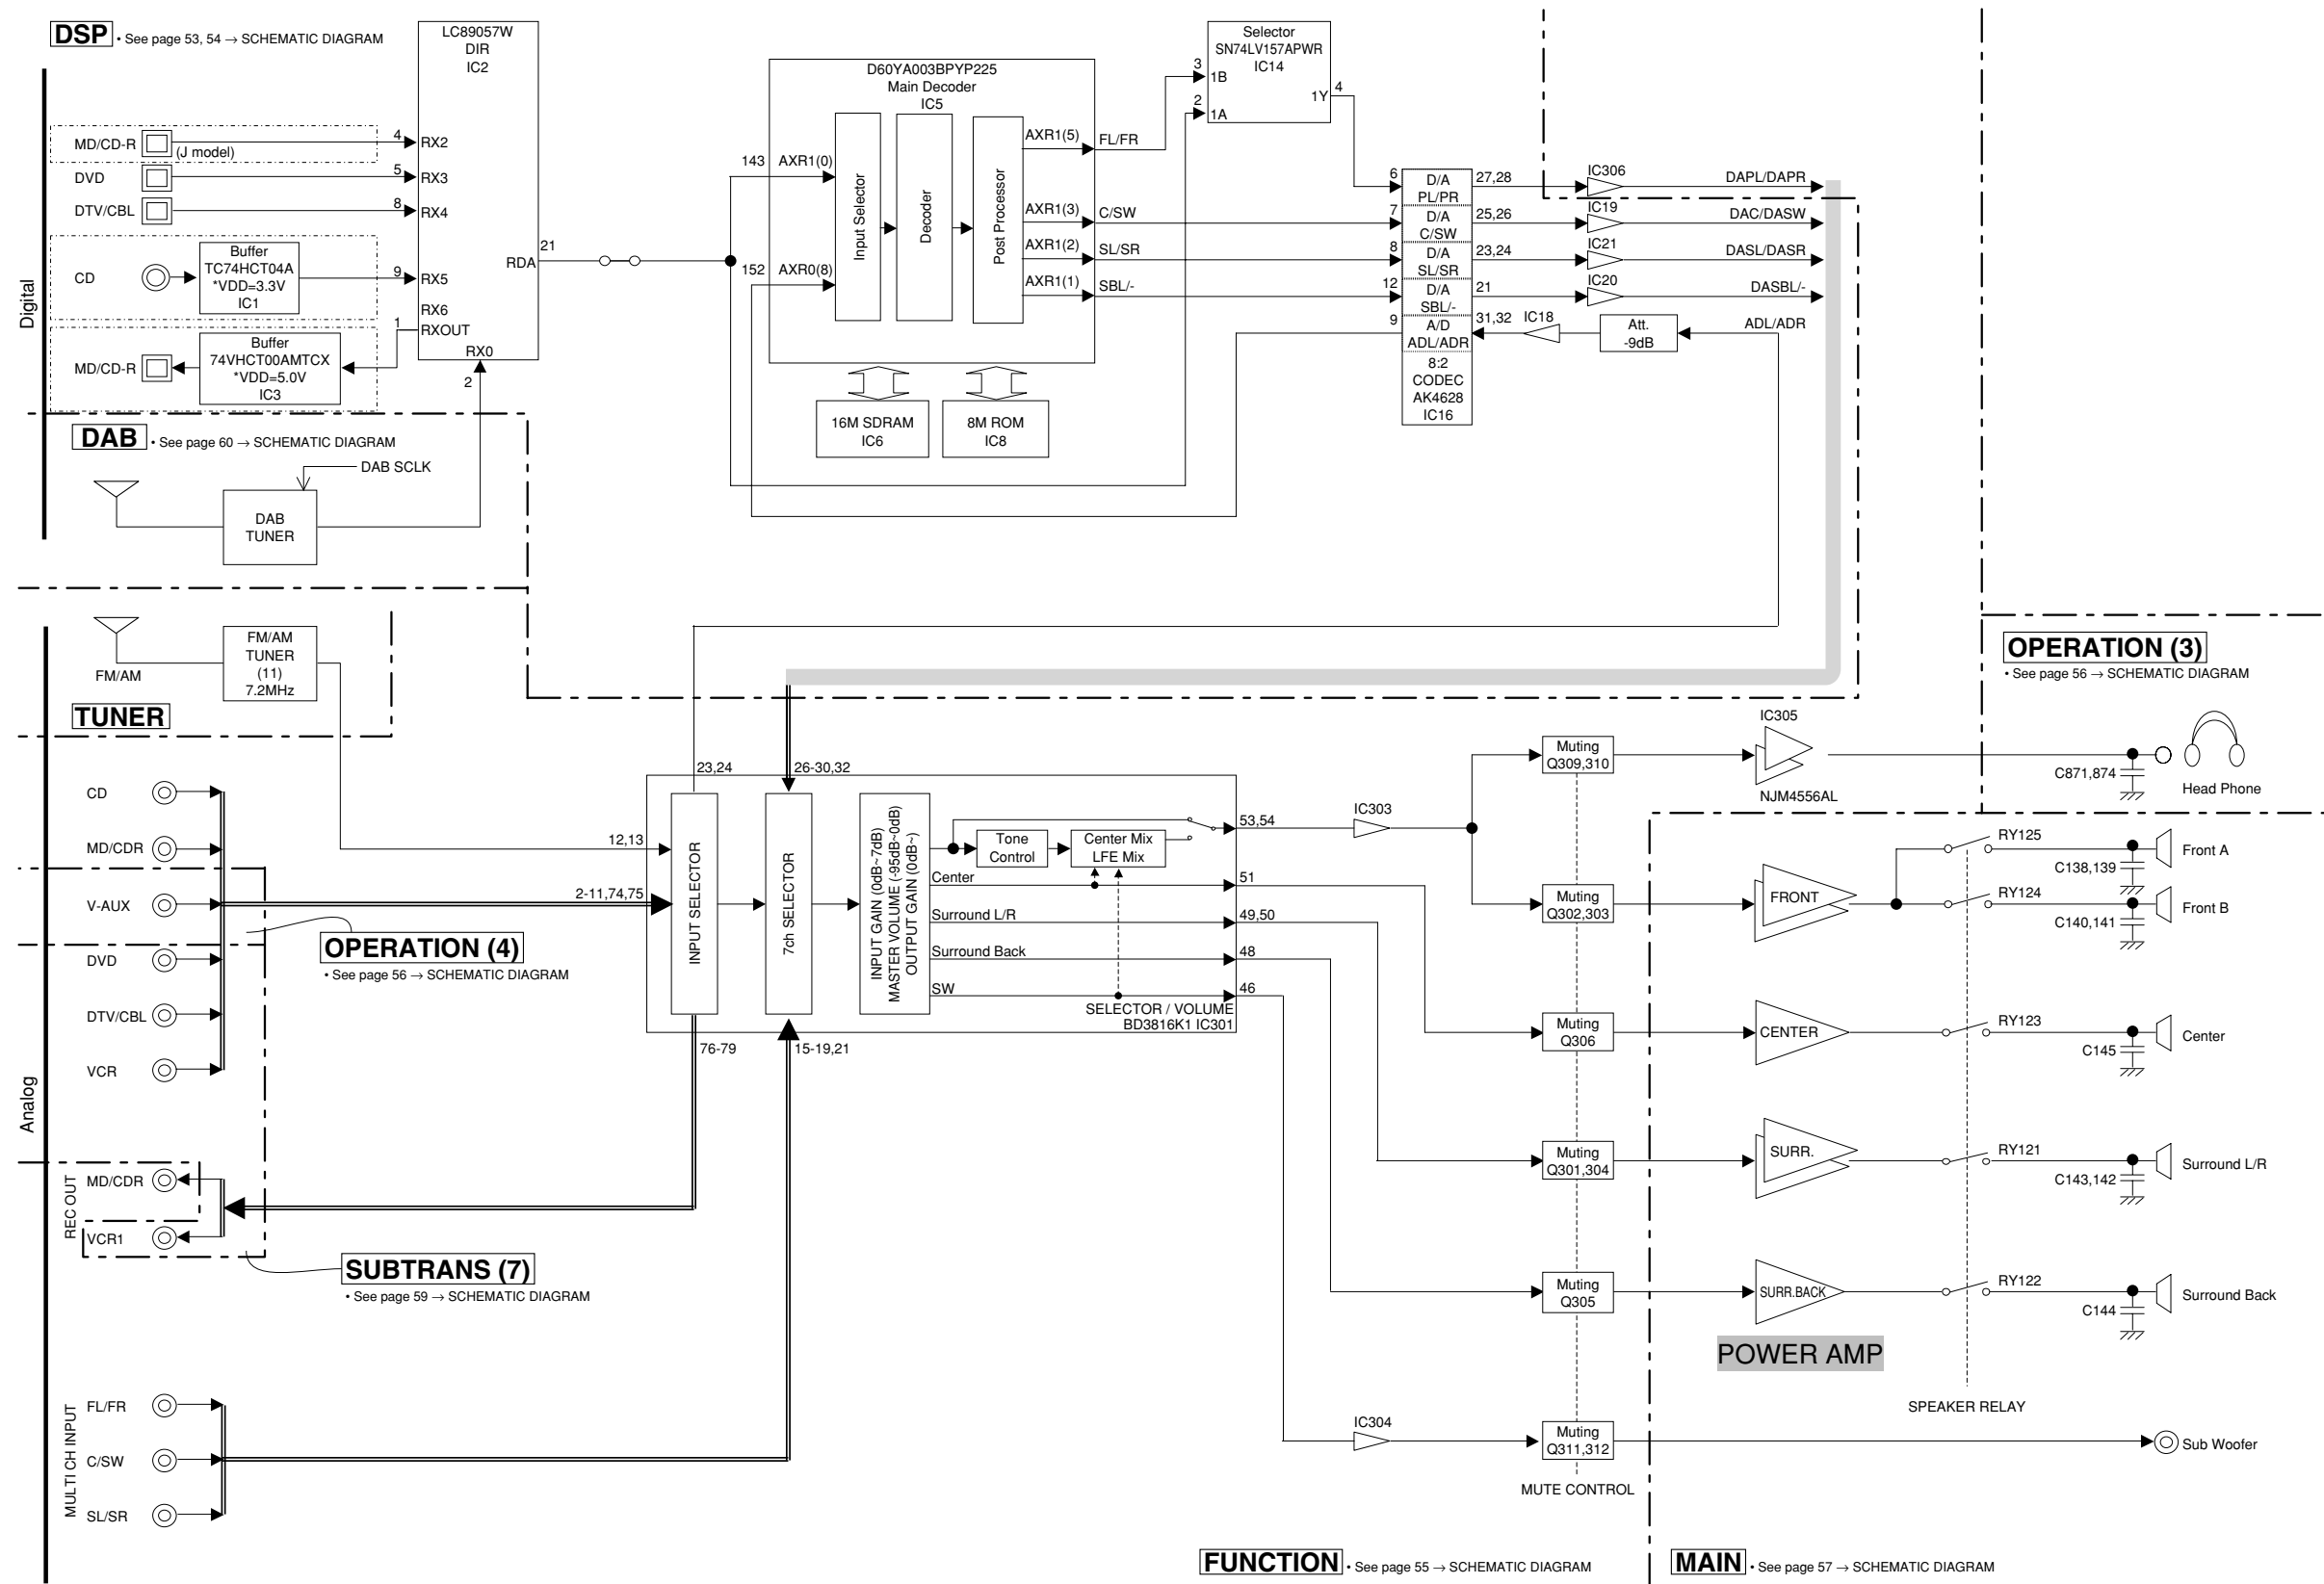 DSP • See page 53, 54 → SCHEMATIC DIAGRAM
Digital
MD/CD-R
(J model)
DVD
DTV/CBL
CD
Buffer
TC74HCT04A
*VDD=3.3V
IC1
MD/CD-R
Buffer
74VHCT00AMTCX
*VDD=5.0V
IC3
LC89057W
DIR
IC2
4 RX2
5 RX3
8 RX4
9 RX5
RX6
1 RXOUT
RX0
2
RDA
21
D60YA003BPYP225
Main Decoder
IC5
143 AXR1(0)
152 AXR0(8)
Input Selector
Decoder
Post Processor
AXR1(5) FL/FR
AXR1(3) C/SW
AXR1(2) SL/SR
AXR1(1) SBL/-
16M SDRAM
IC6
8M ROM
IC8
Selector
SN74LV157APWR
IC14
3 1B
2 1A
1Y 4
6 D/A 27,28
PL/PR
7 D/A 25,26
C/SW
8 D/A 23,24
SL/SR
12 D/A 21
SBL/-
9 A/D 31,32
ADL/ADR
8:2
CODEC
AK4628
IC16
IC306 DAPL/DAPR
IC19 DAC/DASW
IC21 DASL/DASR
IC20 DASBL/-
IC18
Att.
-9dB
ADL/ADR
DAB • See page 60 → SCHEMATIC DIAGRAM
DAB SCLK
DAB
TUNER
FM/AM
FM/AM
TUNER
(11)
7.2MHz
TUNER
Analog
CD
MD/CDR
V-AUX
DVD
DTV/CBL
VCR
OPERATION (4)
• See page 56 → SCHEMATIC DIAGRAM
REC OUT
MD/CDR
VCR1
SUBTRANS (7)
• See page 59 → SCHEMATIC DIAGRAM
MULTI CH INPUT
FL/FR
C/SW
SL/SR
23,24
26-30,32
12,13
2-11,74,75
76-79
15-19,21
INPUT SELECTOR
7ch SELECTOR
INPUT GAIN (0dB~7dB)
MASTER VOLUME (-95dB~0dB)
OUTPUT GAIN (0dB~)
Tone
Control
Center Mix
LFE Mix
Center
Surround L/R
Surround Back
SW
SELECTOR / VOLUME
BD3816K1 IC301
53,54
51
49,50
48
46
IC303
IC304
Muting
Q309,310
Muting
Q302,303
Muting
Q306
Muting
Q301,304
Muting
Q305
Muting
Q311,312
MUTE CONTROL
IC305
NJM4556AL
OPERATION (3)
• See page 56 → SCHEMATIC DIAGRAM
C871,874
Head Phone
FRONT
RY125
C138,139
Front A
RY124
C140,141
Front B
CENTER
RY123
C145
Center
SURR.
RY121
C143,142
Surround L/R
SURR.BACK
RY122
C144
Surround Back
POWER AMP
SPEAKER RELAY
Sub Woofer
FUNCTION • See page 55 → SCHEMATIC DIAGRAM
MAIN • See page 57 → SCHEMATIC DIAGRAM